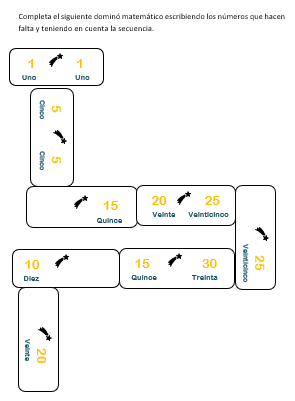 Completa el siguiente dominó matemático escribiendo los números que hacen
falta y teniendo en cuenta la secuencia.
1 1
Uno Uno
5
Cinco
5
Cinco
15
Quince
20 25
Veinte Veinticinco
25
Veinticinco
10
Diez
15 30
Quince Treinta
20
Veinte